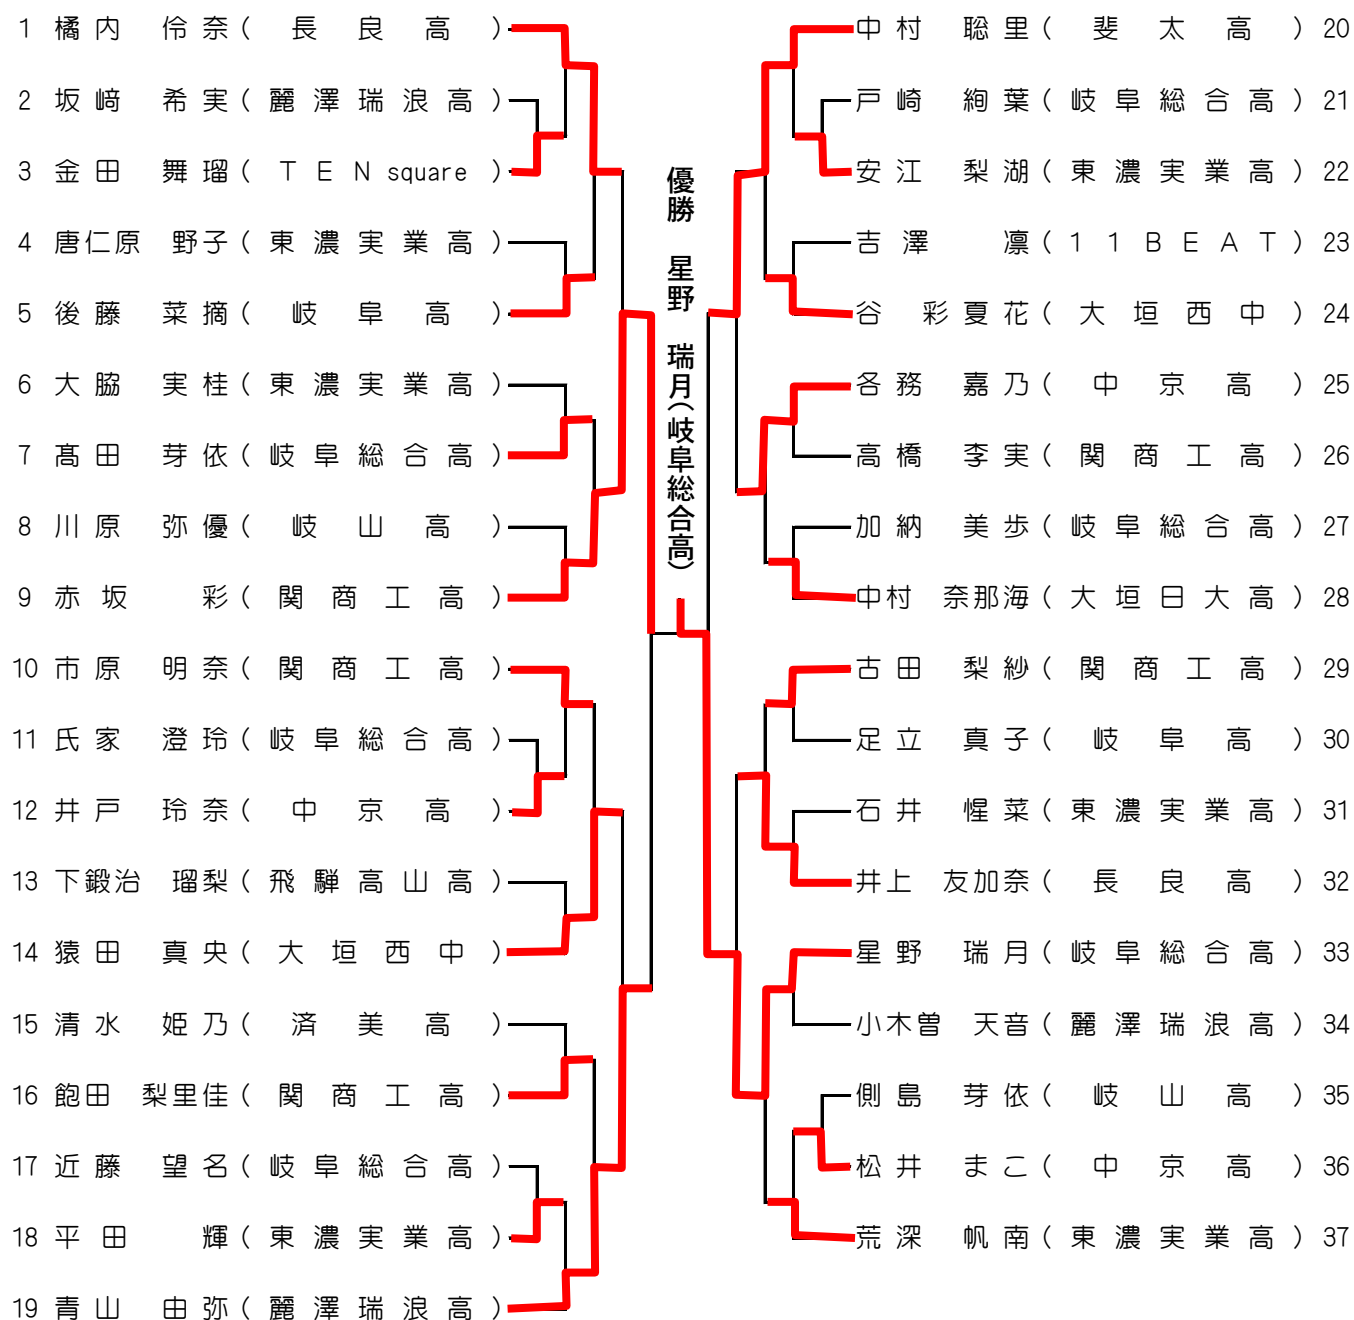 1 橘内 伶奈(長良高)
2 坂﨑 希実(麗澤瑞浪高)
3 金田 舞瑠(TEN square)
4 唐仁原 野子(東濃実業高)
5 後藤 菜摘(岐阜高)
6 大脇 実桂(東濃実業高)
7 髙田 芽依(岐阜総合高)
8 川原 弥優(岐山高)
9 赤坂 彩(関商工高)
10 市原 明奈(関商工高)
11 氏家 澄玲(岐阜総合高)
12 井戸 玲奈(中京高)
13 下鍛治 瑠梨(飛騨高山高)
14 猿田 真央(大垣西中)
15 清水 姫乃(済美高)
16 飽田 梨里佳(関商工高)
17 近藤 望名(岐阜総合高)
18 平田 輝(東濃実業高)
19 青山 由弥(麗澤瑞浪高)
優勝 星野 瑞月(岐阜総合高)
中村 聡里(斐太高) 20
戸崎 絢葉(岐阜総合高) 21
安江 梨湖(東濃実業高) 22
吉澤 凛(11BEAT) 23
谷 彩夏花(大垣西中) 24
各務 嘉乃(中京高) 25
高橋 李実(関商工高) 26
加納 美歩(岐阜総合高) 27
中村 奈那海(大垣日大高) 28
古田 梨紗(関商工高) 29
足立 真子(岐阜高) 30
石井 惺菜(東濃実業高) 31
井上 友加奈(長良高) 32
星野 瑞月(岐阜総合高) 33
小木曽 天音(麗澤瑞浪高) 34
側島 芽依(岐山高) 35
松井 まこ(中京高) 36
荒深 帆南(東濃実業高) 37